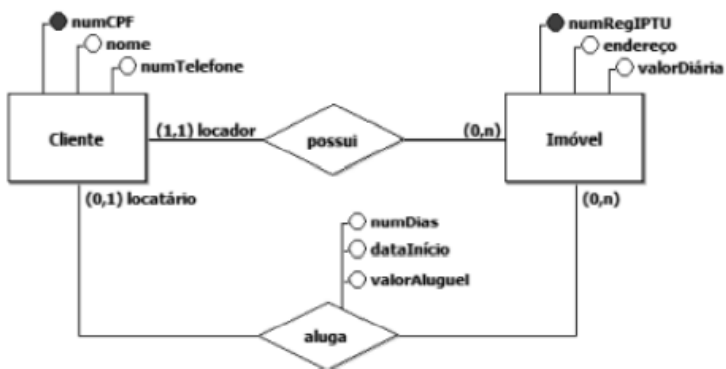 numCPF
nome
numTelefone
numRegIPTU
endereço
valorDiária
Cliente
(1,1) locador
possui
(0,n)
Imóvel
(0,1) locatário
(0,n)
numDias
dataInício
valorAluguel
aluga